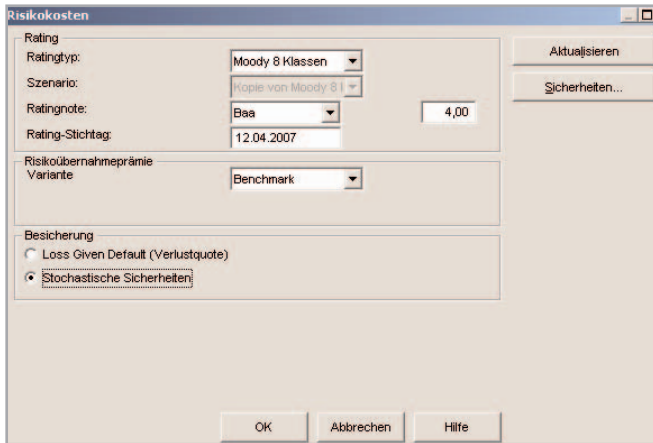 Risikokosten
Rating
Ratingtyp: Moody 8 Klassen
Szenario: Kopie von Moody 8
Ratingnote: Baa 4,00
Rating-Stichtag: 12.04.2007
Risikoübernahmeprämie
Variante Benchmark
Besicherung
Loss Given Default (Verlustquote)
Stochastische Sicherheiten
Aktualisieren
Sicherheiten...
OK Abbrechen Hilfe